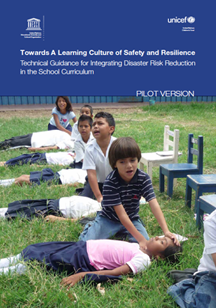 unicef
Towards A Learning Culture of Safety and Resilience
Technical Guidance for Integrating Disaster Risk Reduction
in the School Curriculum
PILOT VERSION